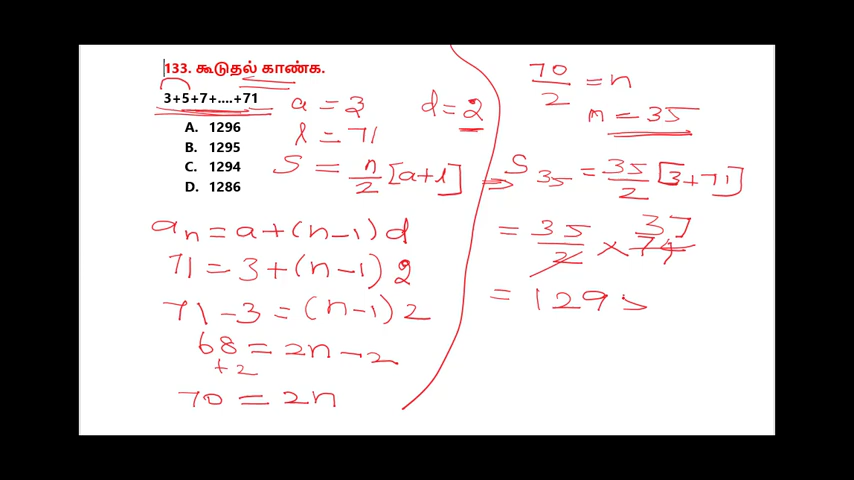 133. கூடுதல் காண்க.
3+5+7+....+71
A. 1296
B. 1295
C. 1294
D. 1286
a = 3
d = 2
l = 71
S = n/2 [a+l]
an = a+(n-1)d
71 = 3+(n-1)2
71-3 = (n-1)2
68 = 2n-2
+2
70 = 2n
70/2 = n
n = 35
⇒ S35 = 35/2 [3+71]
= 35/2 × 74 37
= 1295